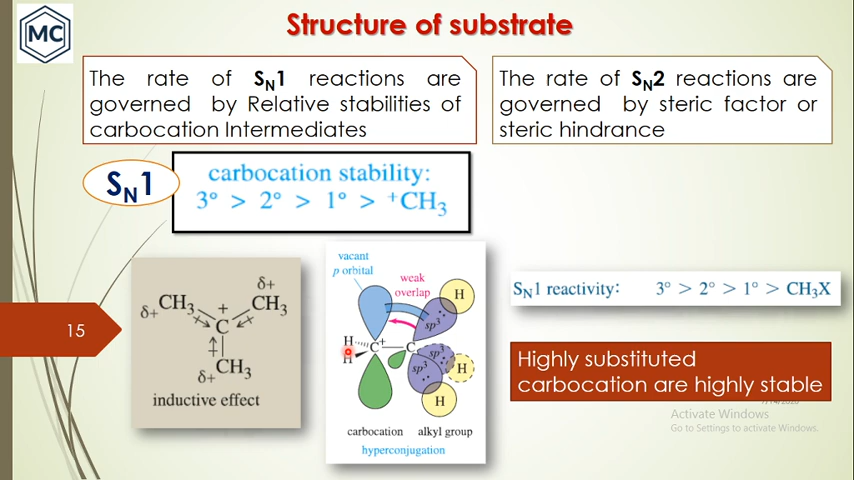 MC
Structure of substrate
The rate of SN1 reactions are
governed by Relative stabilities of
carbocation Intermediates
The rate of SN2 reactions are
governed by steric factor or
steric hindrance
SN1
carbocation stability:
3° > 2° > 1° > +CH3
δ+ CH3 + CH3 δ+
C
δ+ CH3
inductive effect
vacant
p orbital
weak
overlap
H
sp3
H C+ C
H
sp3
H
sp3
H
carbocation alkyl group
hyperconjugation
SN1 reactivity: 3° > 2° > 1° > CH3X
15
Highly substituted
carbocation are highly stable
Activate Windows
Go to Settings to activate Windows.